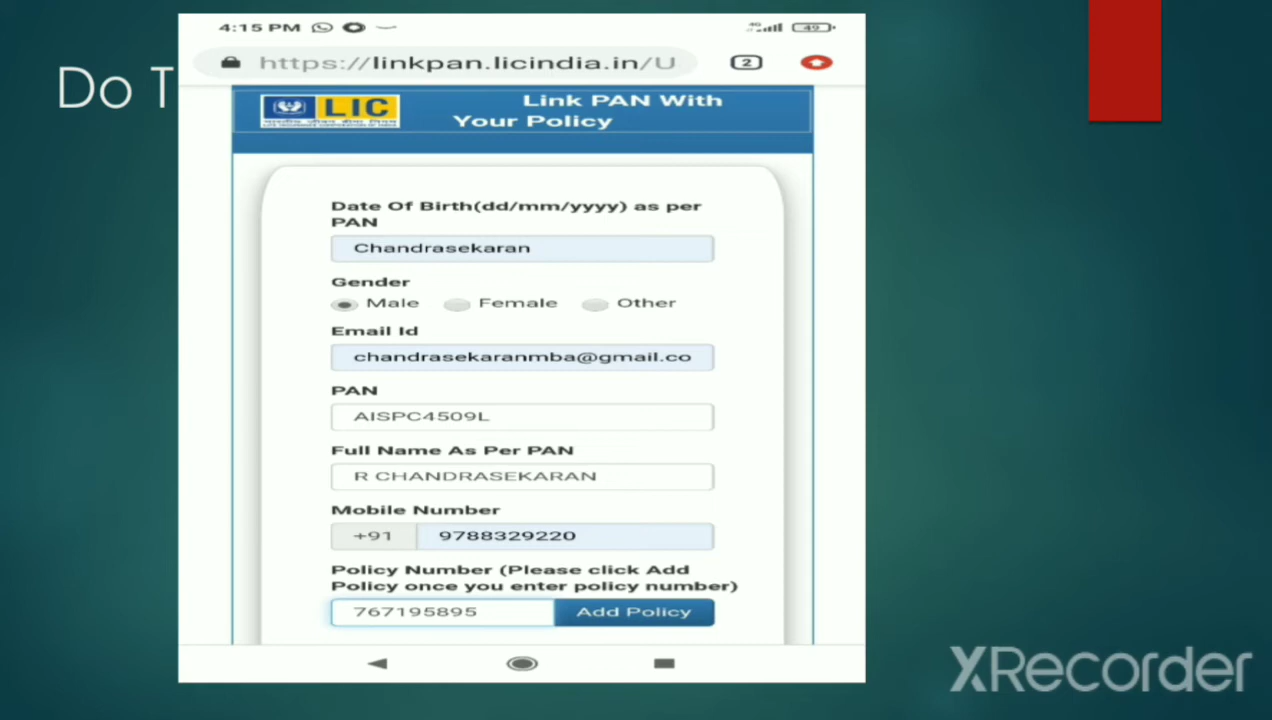 Do T
4:15 PM
4G
49
https://linkpan.licindia.in/U
2
LIC
Link PAN With
Your Policy
Date Of Birth(dd/mm/yyyy) as per
PAN
Chandrasekaran
Gender
Male Female Other
Email Id
chandrasekaranmba@gmail.co
PAN
AISPC4509L
Full Name As Per PAN
R CHANDRASEKARAN
Mobile Number
+91 9788329220
Policy Number (Please click Add
Policy once you enter policy number)
767195895 Add Policy
XRecorder